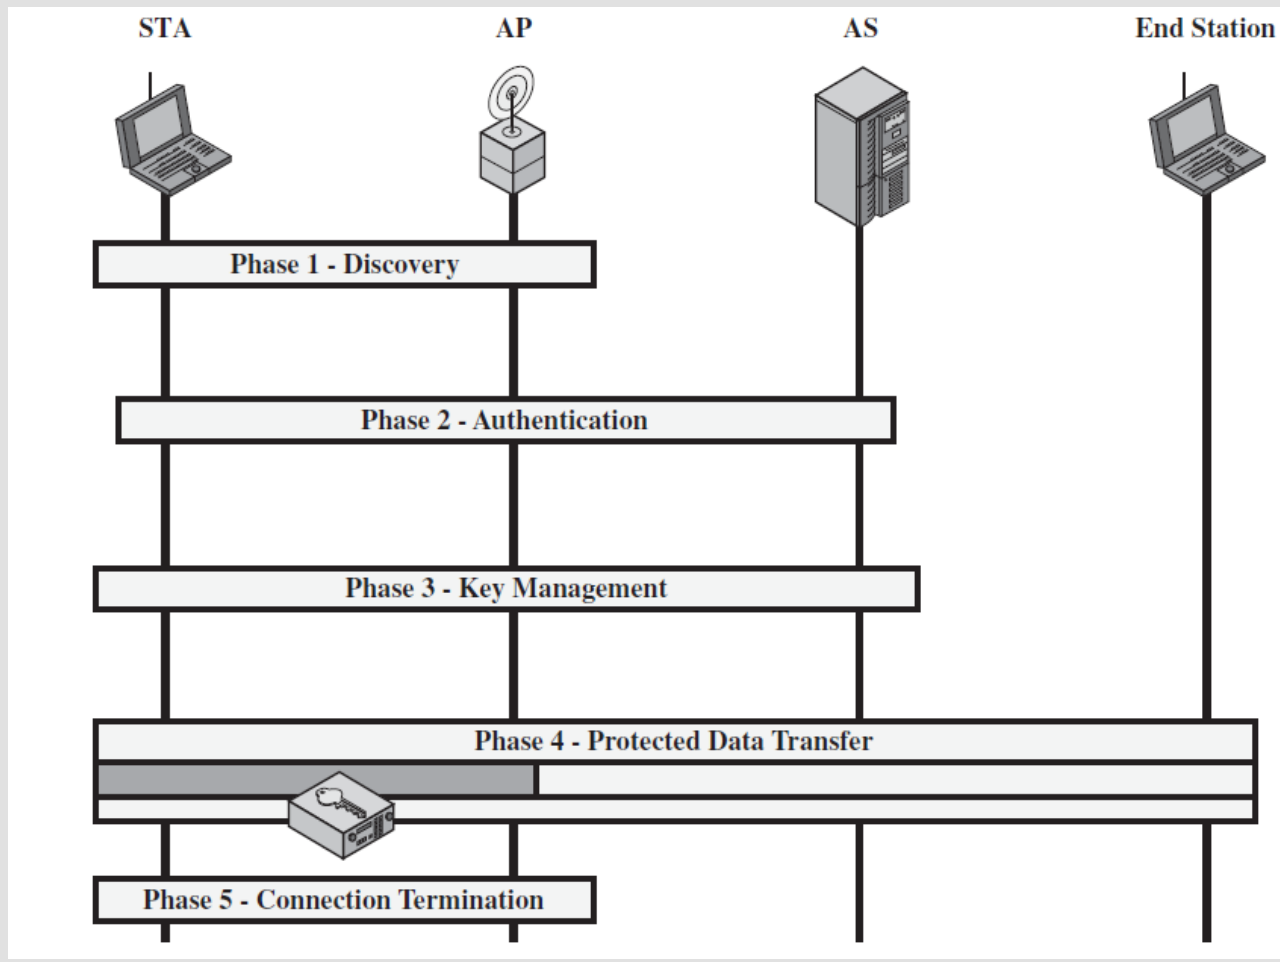 STA AP AS End Station
Phase 1 - Discovery
Phase 2 - Authentication
Phase 3 - Key Management
Phase 4 - Protected Data Transfer
Phase 5 - Connection Termination